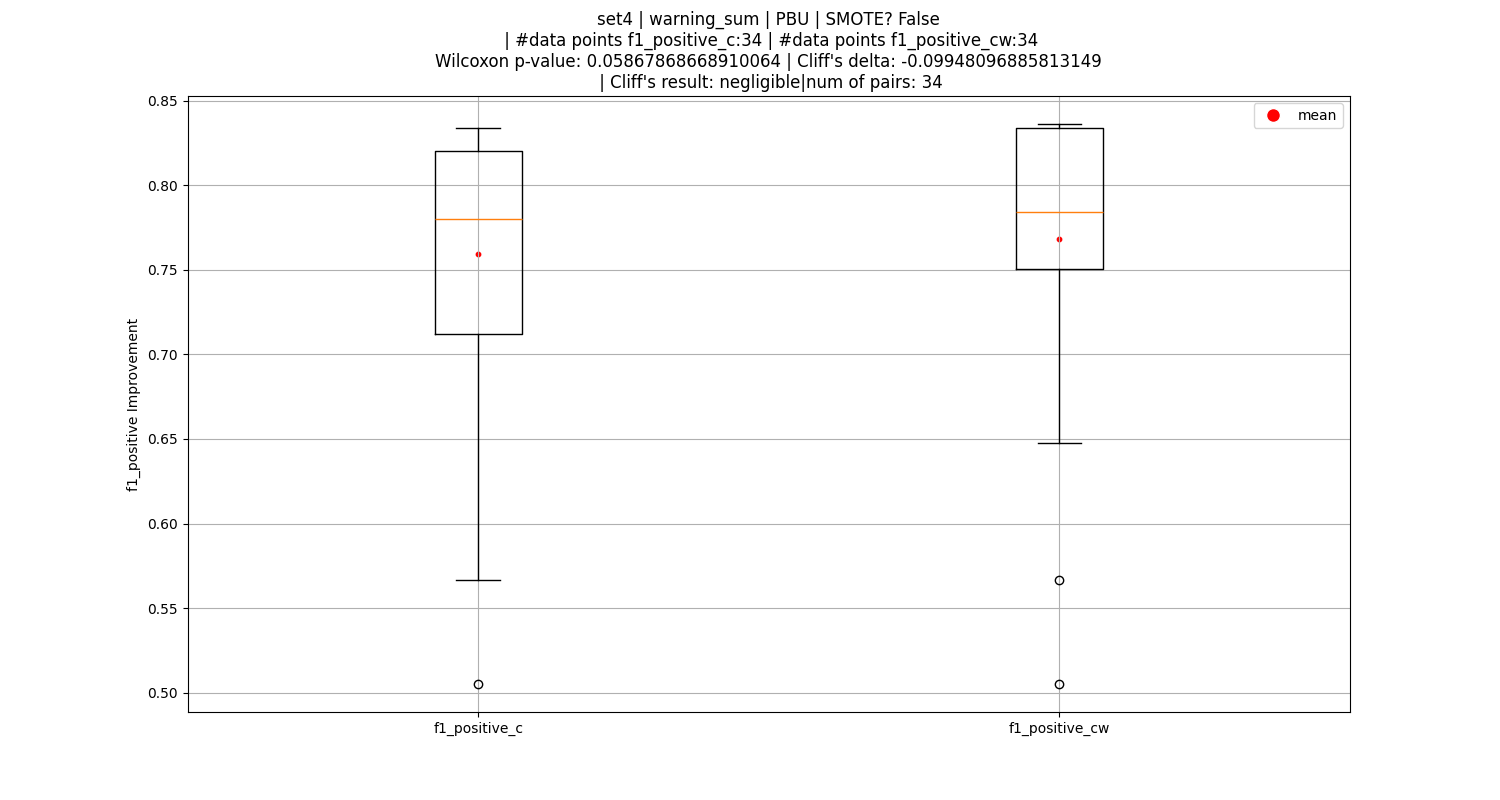 set4 | warning_sum | PBU | SMOTE? False
| #data points f1_positive_c:34 | #data points f1_positive_cw:34
Wilcoxon p-value: 0.05867868668910064 | Cliff's delta: -0.09948096885813149
| Cliff's result: negligible|num of pairs: 34
mean
0.85
0.80
0.75
0.70
0.65
0.60
0.55
0.50
f1_positive Improvement
f1_positive_c
f1_positive_cw